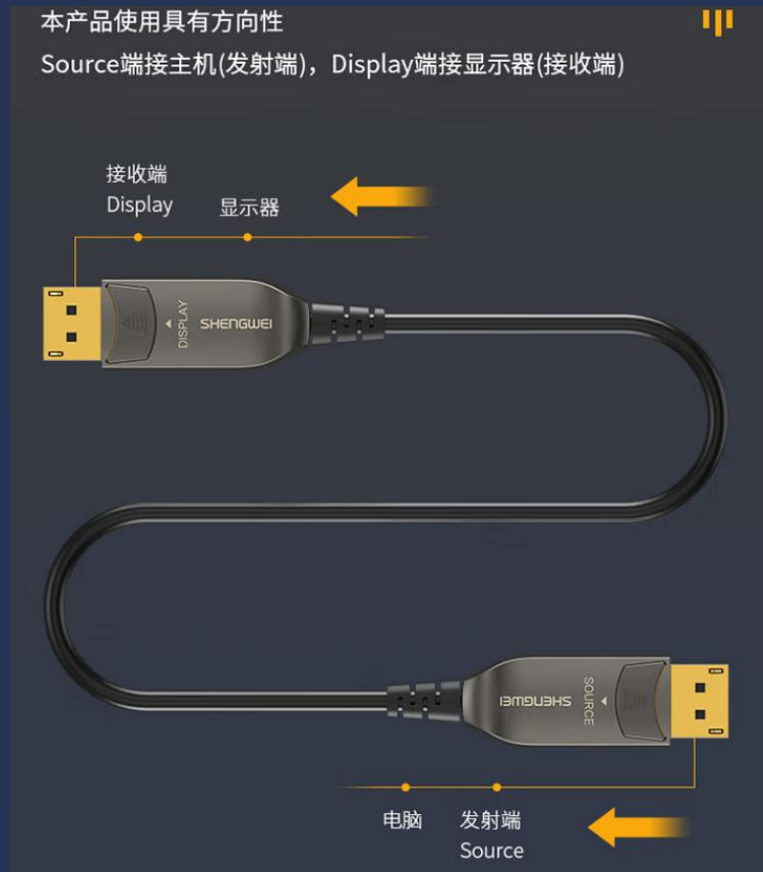 本产品使用具有方向性
Source端接主机(发射端)，Display端接显示器(接收端)
接收端
Display
显示器
DISPLAY
SHENGWEI
SHENGWEI
SOURCE
电脑
发射端
Source